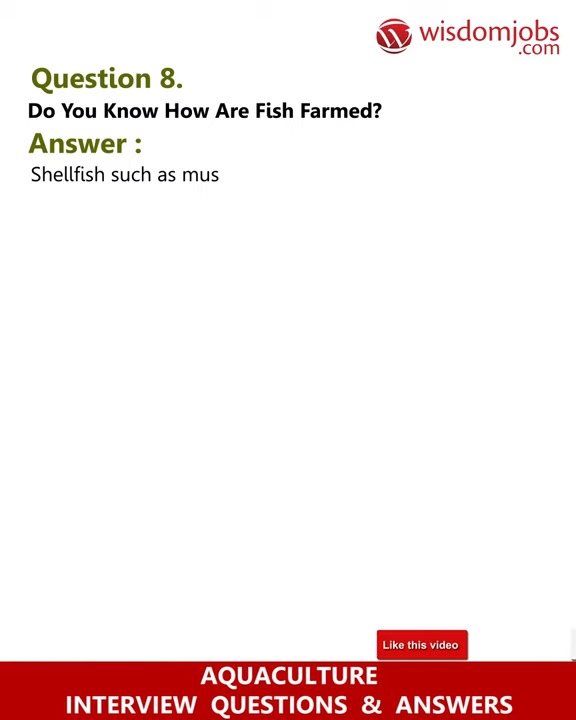 wisdomjobs
.com
Question 8.
Do You Know How Are Fish Farmed?
Answer :
Shellfish such as mus
Like this video
AQUACULTURE
INTERVIEW QUESTIONS & ANSWERS